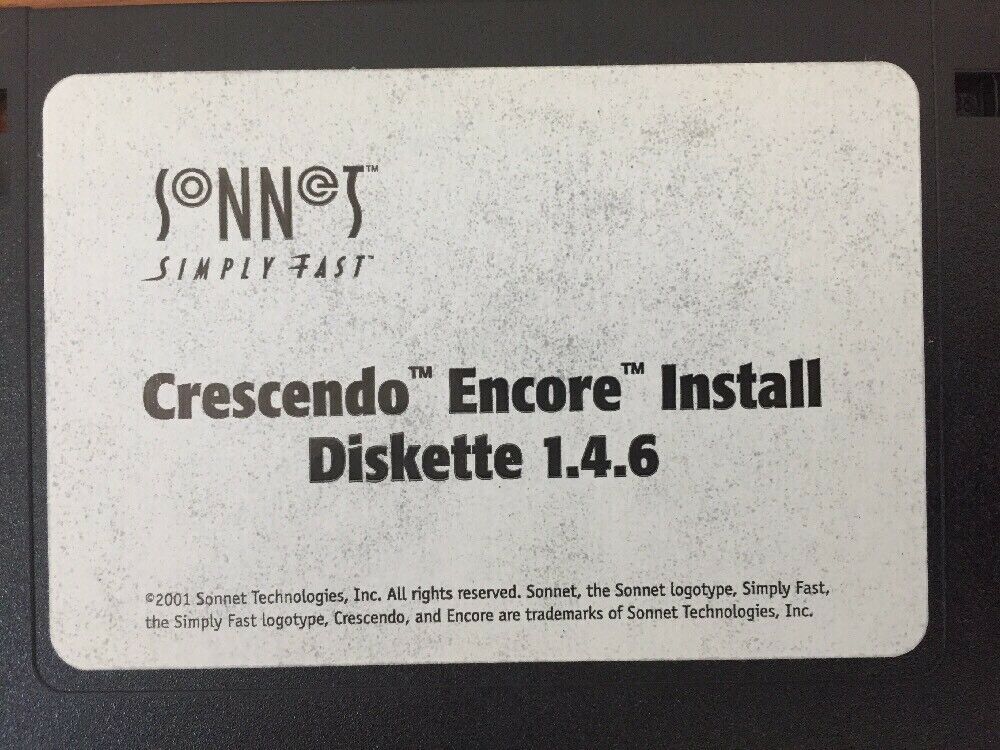 SONNET™
SIMPLY FAST™
Crescendo™ Encore™ Install
Diskette 1.4.6
©2001 Sonnet Technologies, Inc. All rights reserved. Sonnet, the Sonnet logotype, Simply Fast,
the Simply Fast logotype, Crescendo, and Encore are trademarks of Sonnet Technologies, Inc.